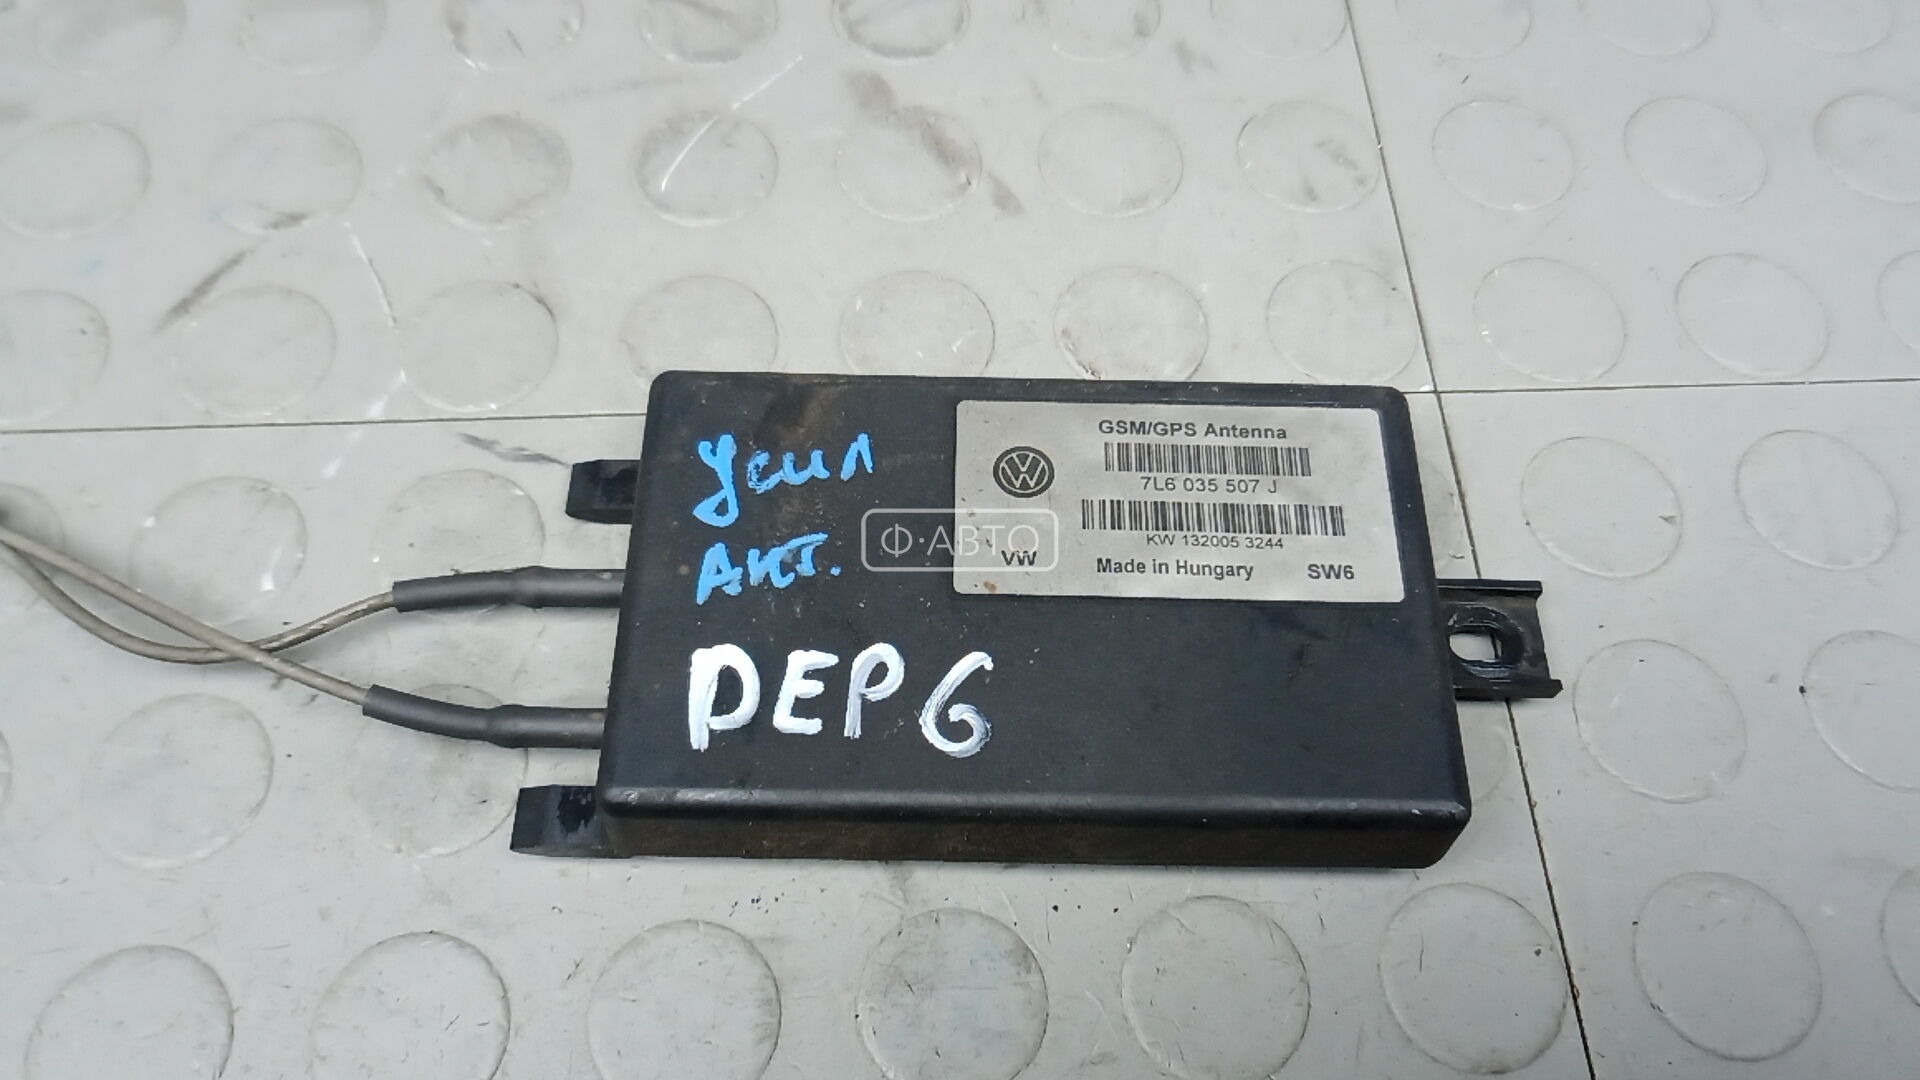 GSM/GPS Antenna
7L6 035 507 J
KW 132005 3244
VW Made in Hungary SW6
Усил
Акт.
DEP6
Ф·АВТО